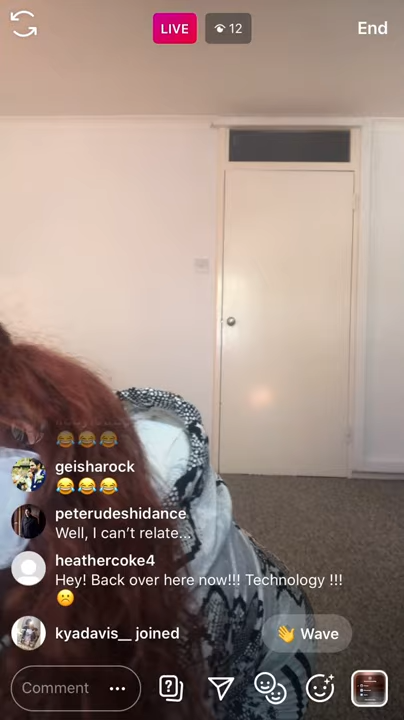 LIVE
12
End
😂😂😂
geisharock
😂😂😂
peterudeshidance
Well, I can't relate...
heathercoke4
Hey! Back over here now!!! Technology !!!
☹️
kyadavis__ joined
👋 Wave
Comment